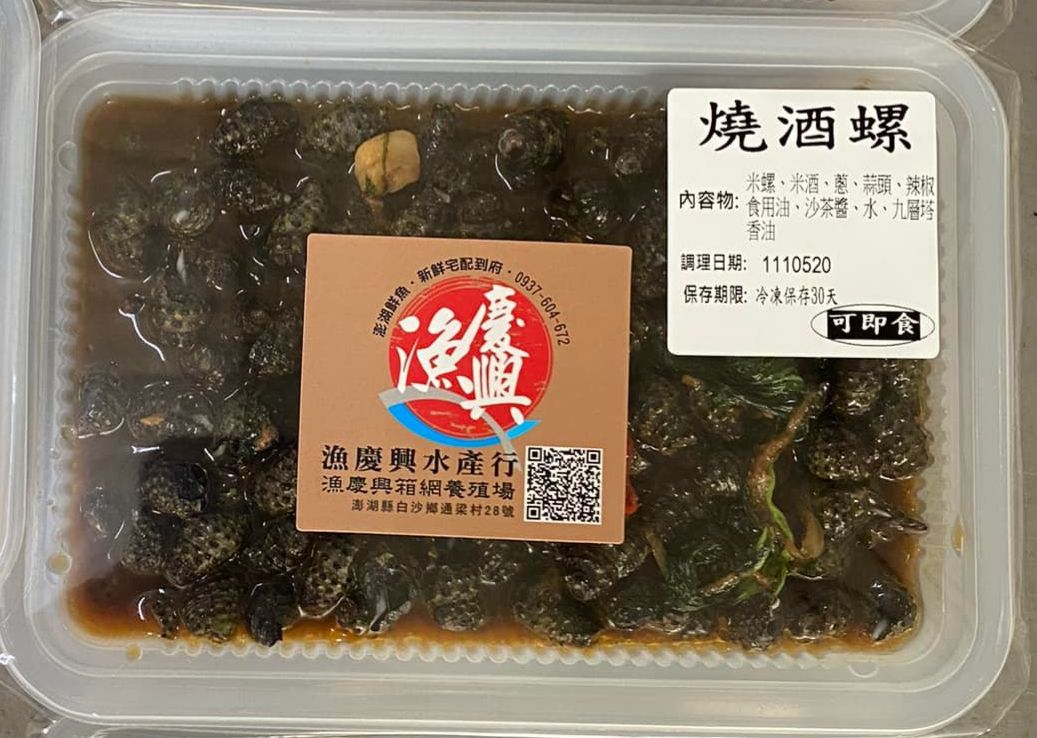 燒酒螺
內容物: 米螺、米酒、蔥、蒜頭、辣椒
食用油、沙茶醬、水、九層塔
香油
調理日期: 1110520
保存期限: 冷凍保存30天
可即食
澎湖鮮魚·新鮮宅配到府·0937-604-672
漁慶興
漁慶興水產行
漁慶興箱網養殖場
澎湖縣白沙鄉通梁村28號